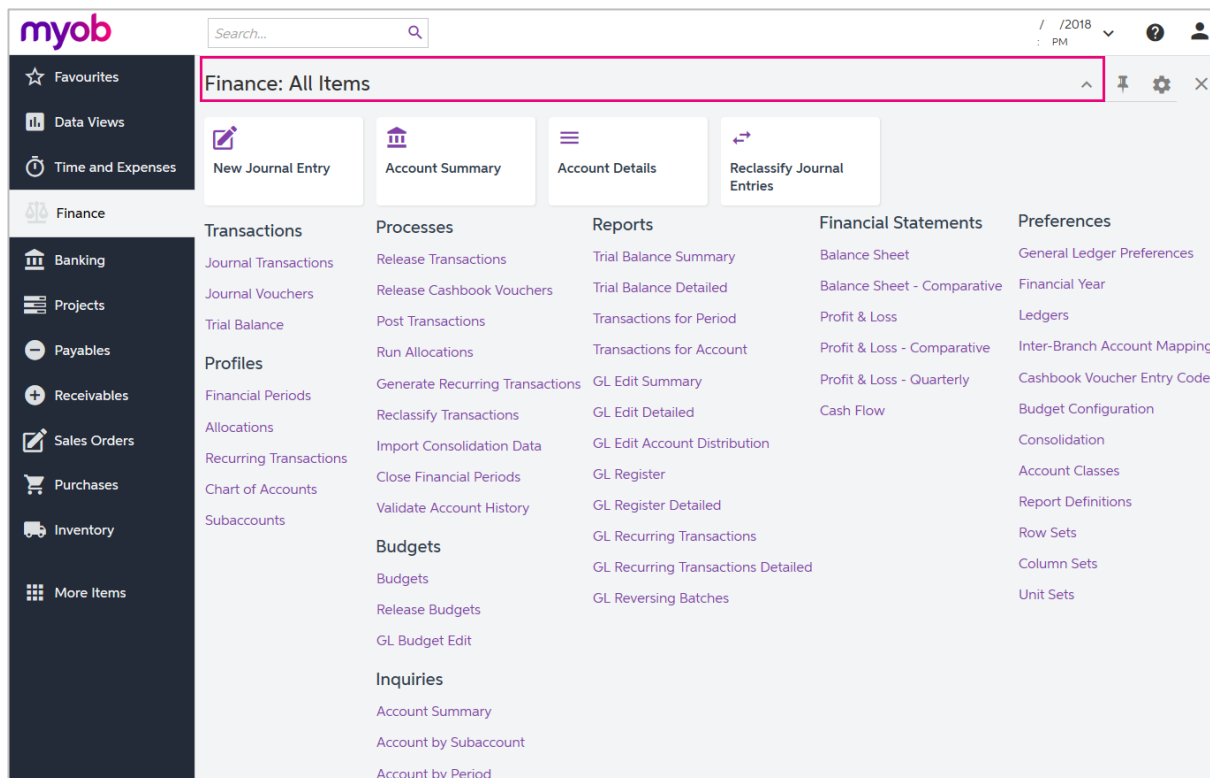 myob
Search...
/ /2018
: PM
Favourites
Data Views
Time and Expenses
Finance
Banking
Projects
Payables
Receivables
Sales Orders
Purchases
Inventory
More Items
Finance: All Items
New Journal Entry
Account Summary
Account Details
Reclassify Journal
Entries
Transactions
Journal Transactions
Journal Vouchers
Trial Balance
Profiles
Financial Periods
Allocations
Recurring Transactions
Chart of Accounts
Subaccounts
Processes
Release Transactions
Release Cashbook Vouchers
Post Transactions
Run Allocations
Generate Recurring Transactions
Reclassify Transactions
Import Consolidation Data
Close Financial Periods
Validate Account History
Budgets
Budgets
Release Budgets
GL Budget Edit
Inquiries
Account Summary
Account by Subaccount
Account by Period
Reports
Trial Balance Summary
Trial Balance Detailed
Transactions for Period
Transactions for Account
GL Edit Summary
GL Edit Detailed
GL Edit Account Distribution
GL Register
GL Register Detailed
GL Recurring Transactions
GL Recurring Transactions Detailed
GL Reversing Batches
Financial Statements
Balance Sheet
Balance Sheet - Comparative
Profit & Loss
Profit & Loss - Comparative
Profit & Loss - Quarterly
Cash Flow
Preferences
General Ledger Preferences
Financial Year
Ledgers
Inter-Branch Account Mapping
Cashbook Voucher Entry Code
Budget Configuration
Consolidation
Account Classes
Report Definitions
Row Sets
Column Sets
Unit Sets